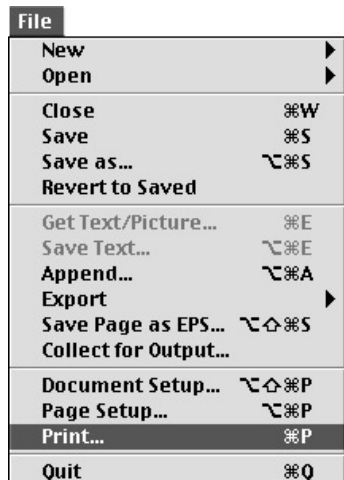 File
New
Open
Close ⌘W
Save ⌘S
Save as... ⌥⌘S
Revert to Saved
Get Text/Picture... ⌘E
Save Text... ⌥⌘E
Append... ⌥⌘A
Export
Save Page as EPS... ⌥⇧⌘S
Collect for Output...
Document Setup... ⌥⇧⌘P
Page Setup... ⌥⌘P
Print... ⌘P
Quit ⌘Q